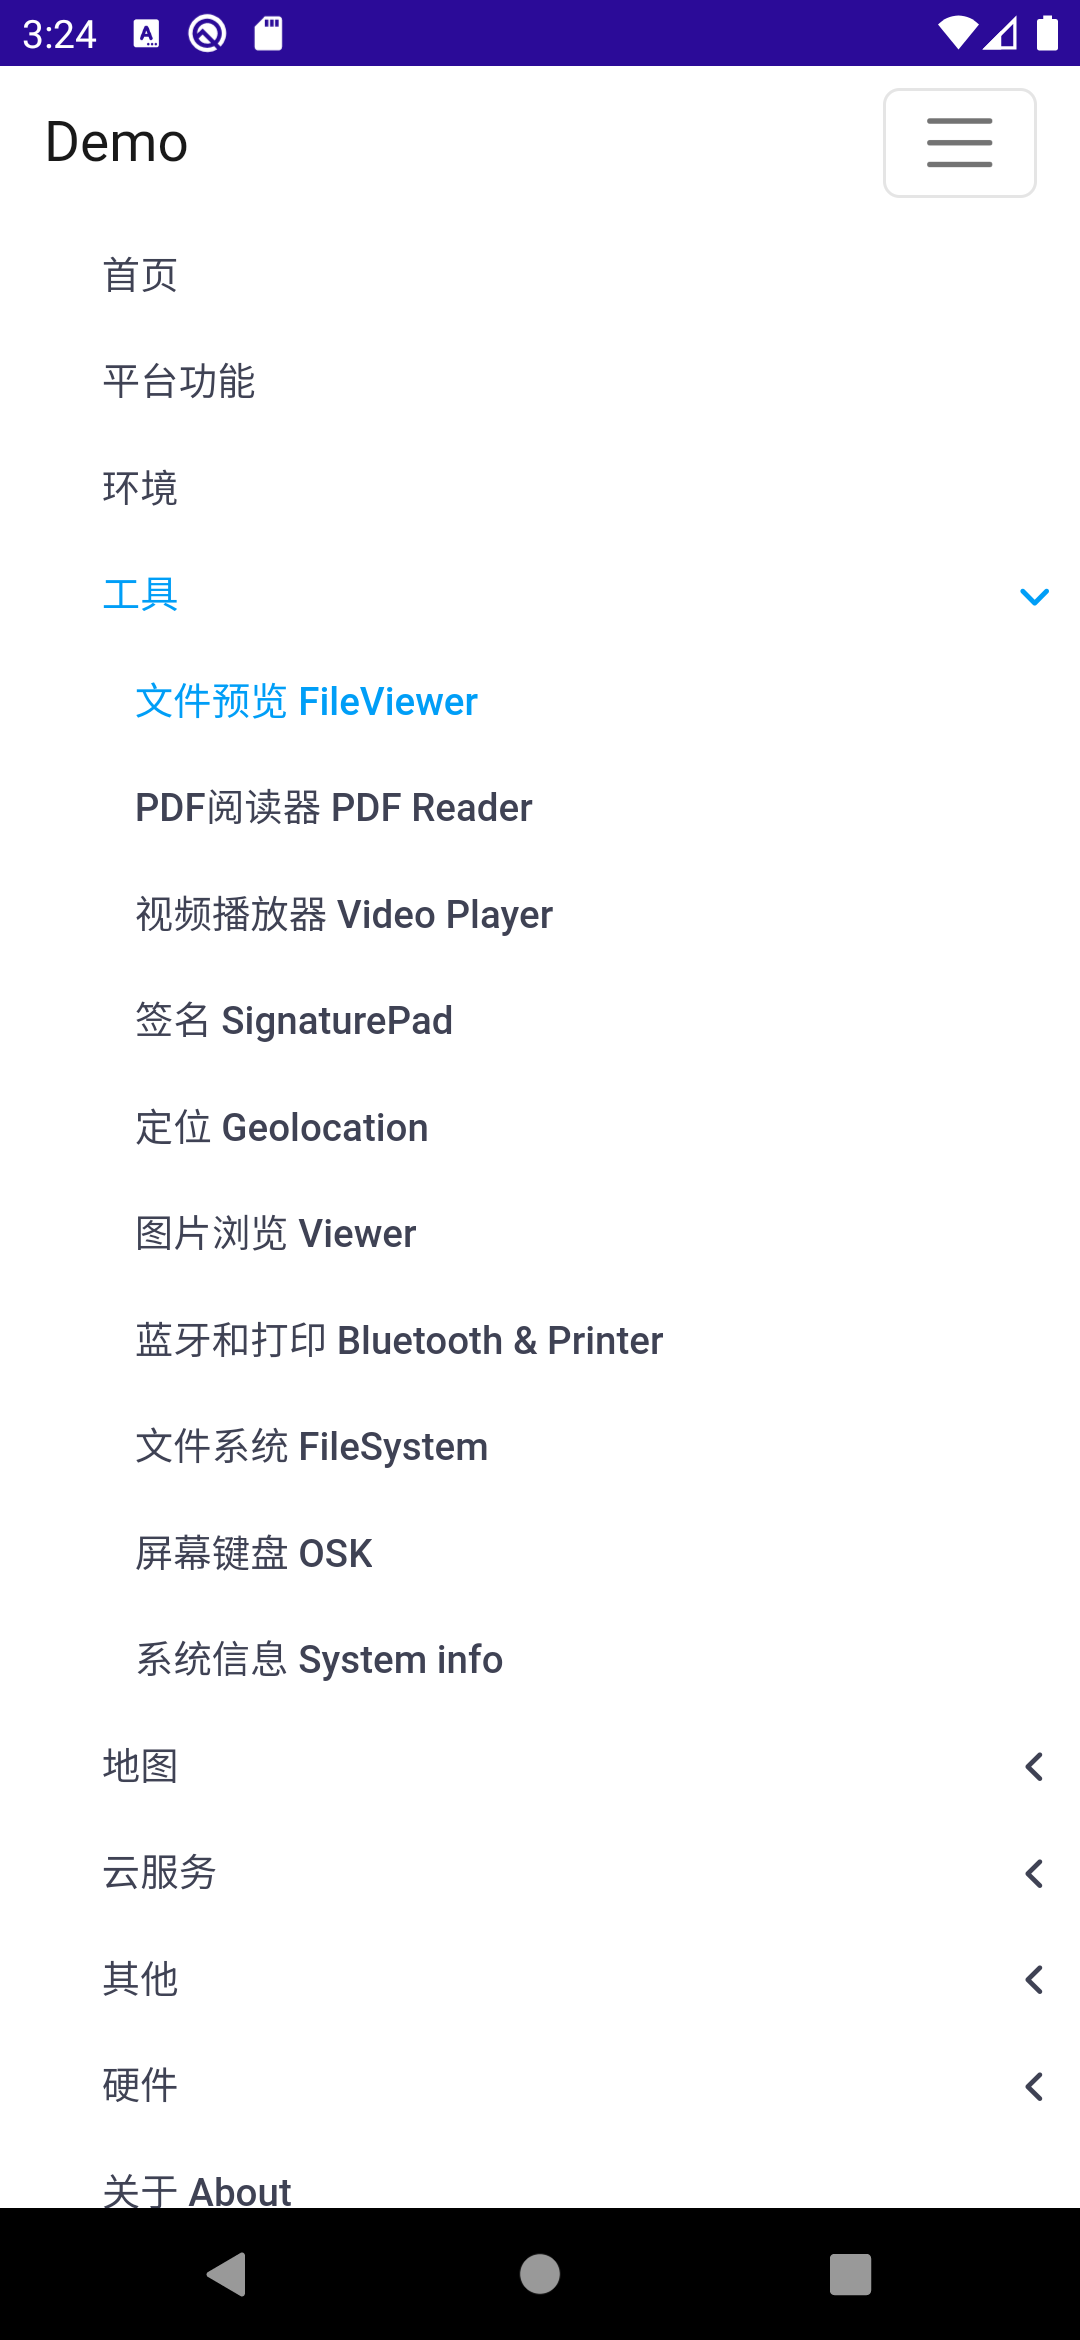 3:24
Demo
首页
平台功能
环境
工具
文件预览 FileViewer
PDF阅读器 PDF Reader
视频播放器 Video Player
签名 SignaturePad
定位 Geolocation
图片浏览 Viewer
蓝牙和打印 Bluetooth & Printer
文件系统 FileSystem
屏幕键盘 OSK
系统信息 System info
地图
云服务
其他
硬件
关于 About